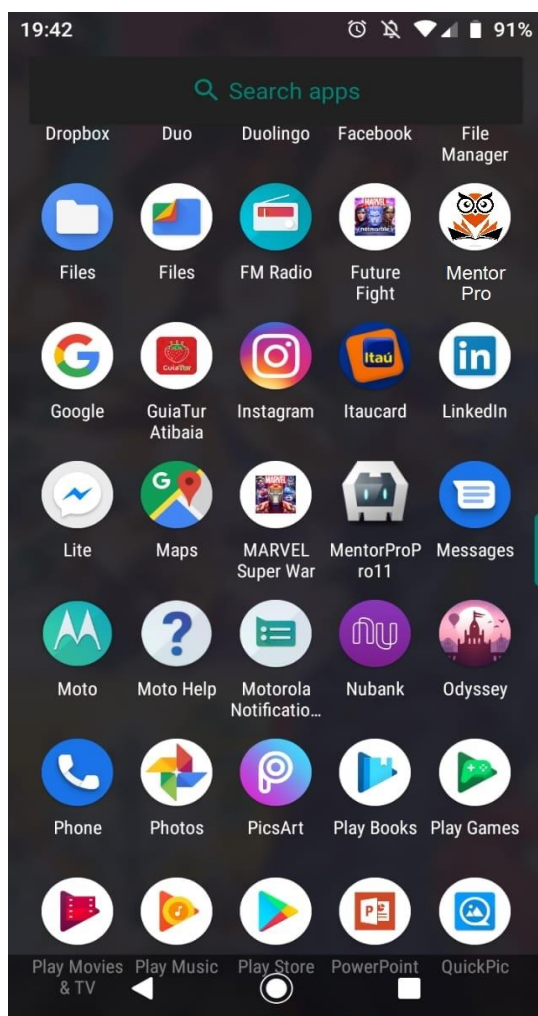 19:42 91%
Search apps
Dropbox Duo Duolingo Facebook File
Manager
Files Files FM Radio Future Mentor
Fight Pro
Google GuiaTur Instagram Itaucard LinkedIn
Atibaia
Lite Maps MARVEL MentorProP Messages
Super War ro11
Moto Moto Help Motorola Nubank Odyssey
Notificatio...
Phone Photos PicsArt Play Books Play Games
Play Movies Play Music Play Store PowerPoint QuickPic
& TV